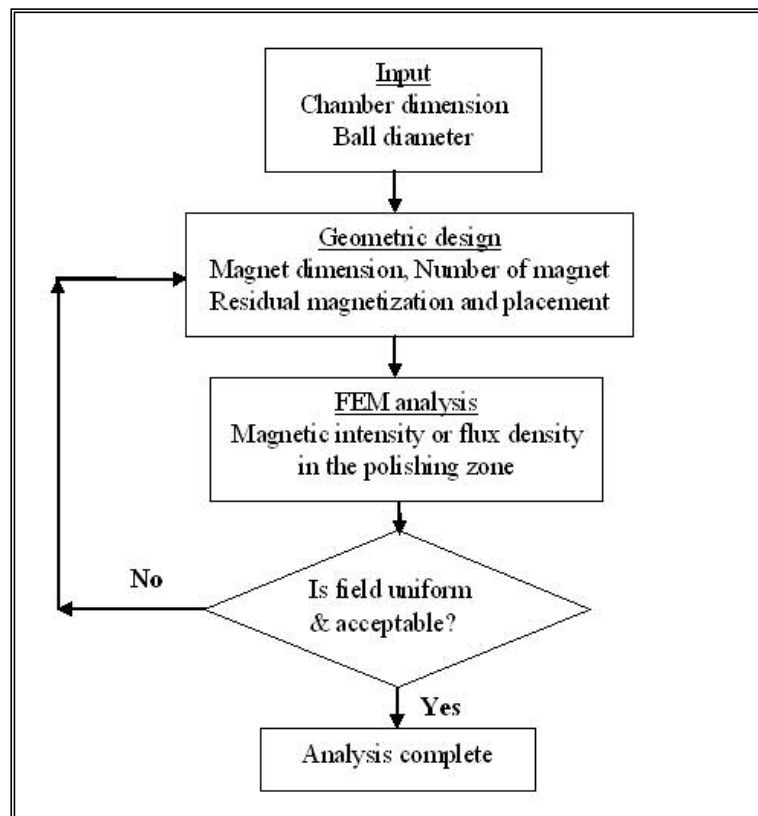 Input
Chamber dimension
Ball diameter
Geometric design
Magnet dimension, Number of magnet
Residual magnetization and placement
FEM analysis
Magnetic intensity or flux density
in the polishing zone
No
Is field uniform
& acceptable?
Yes
Analysis complete